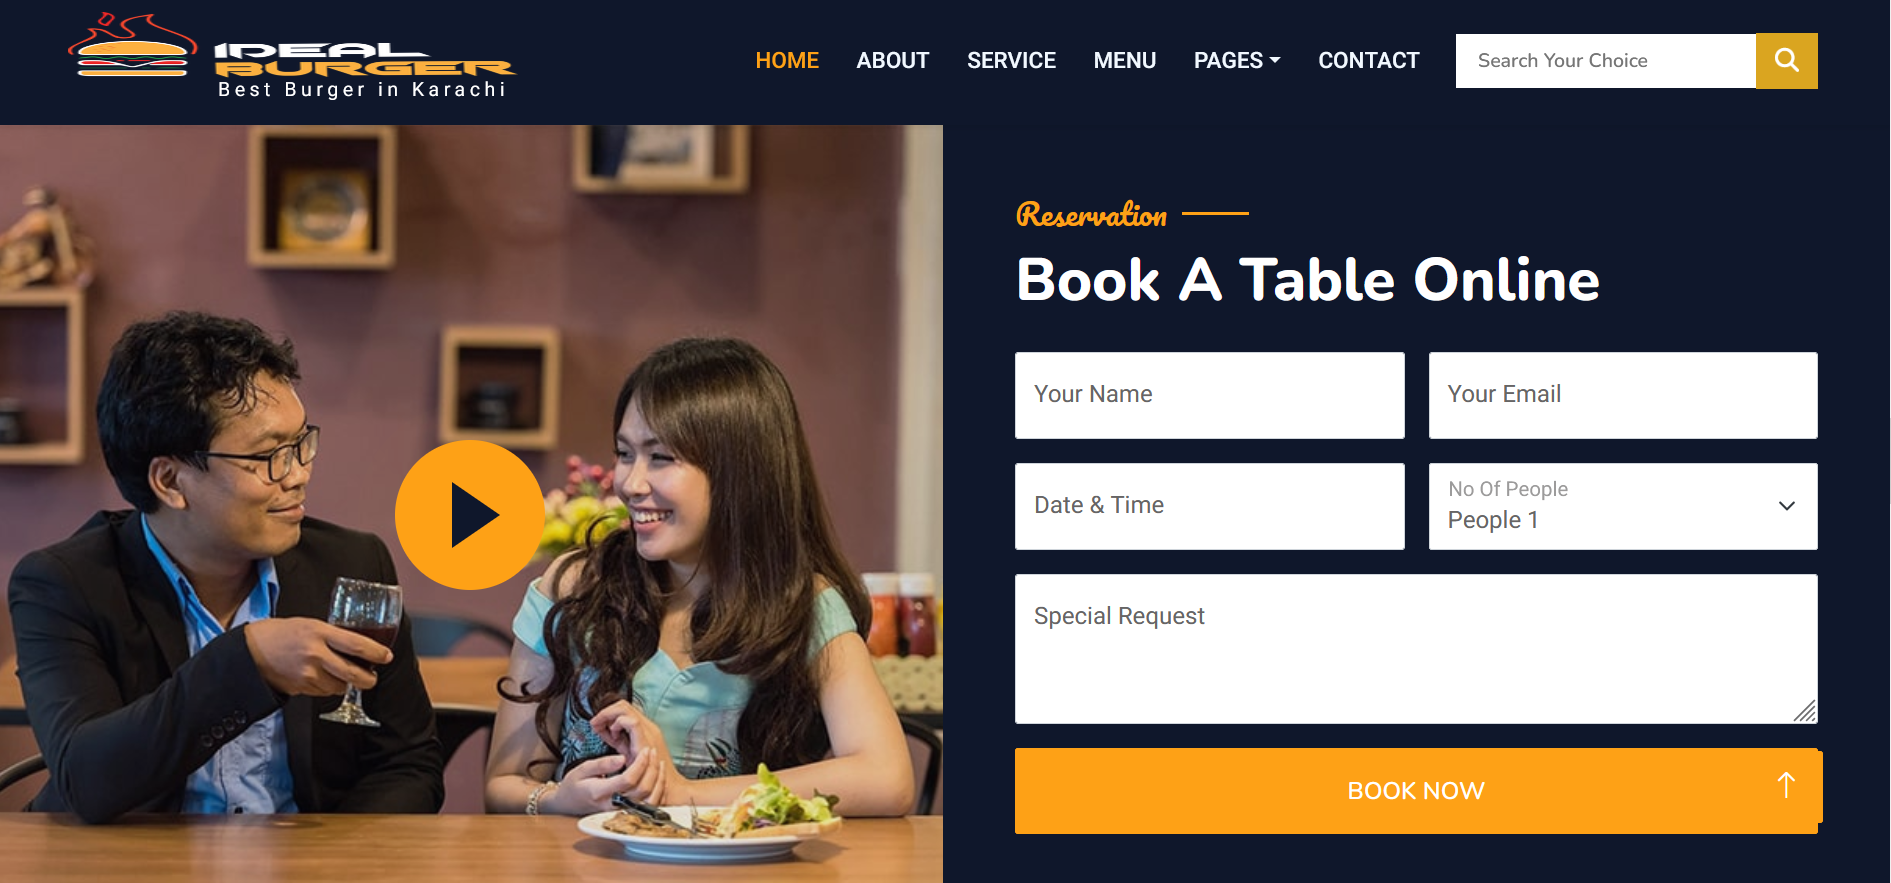 IDEAL
BURGER
Best Burger in Karachi
HOME ABOUT SERVICE MENU PAGES CONTACT
Search Your Choice
Reservation
Book A Table Online
Your Name Your Email
Date & Time
No Of People
People 1
Special Request
BOOK NOW